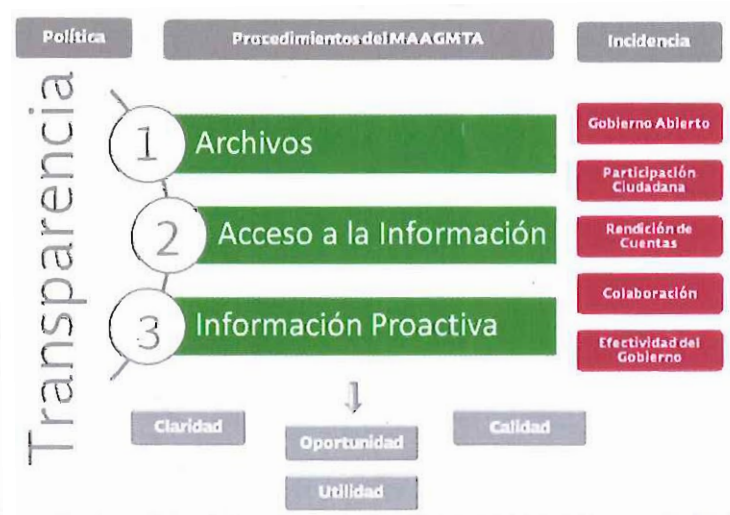 Política
Procedimientos del MAAGMTA
Incidencia
Transparencia
1
Archivos
2
Acceso a la Información
3
Información Proactiva
Gobierno Abierto
Participación
Ciudadana
Rendición de
Cuentas
Colaboración
Efectividad del
Gobierno
Claridad
Oportunidad
Calidad
Utilidad